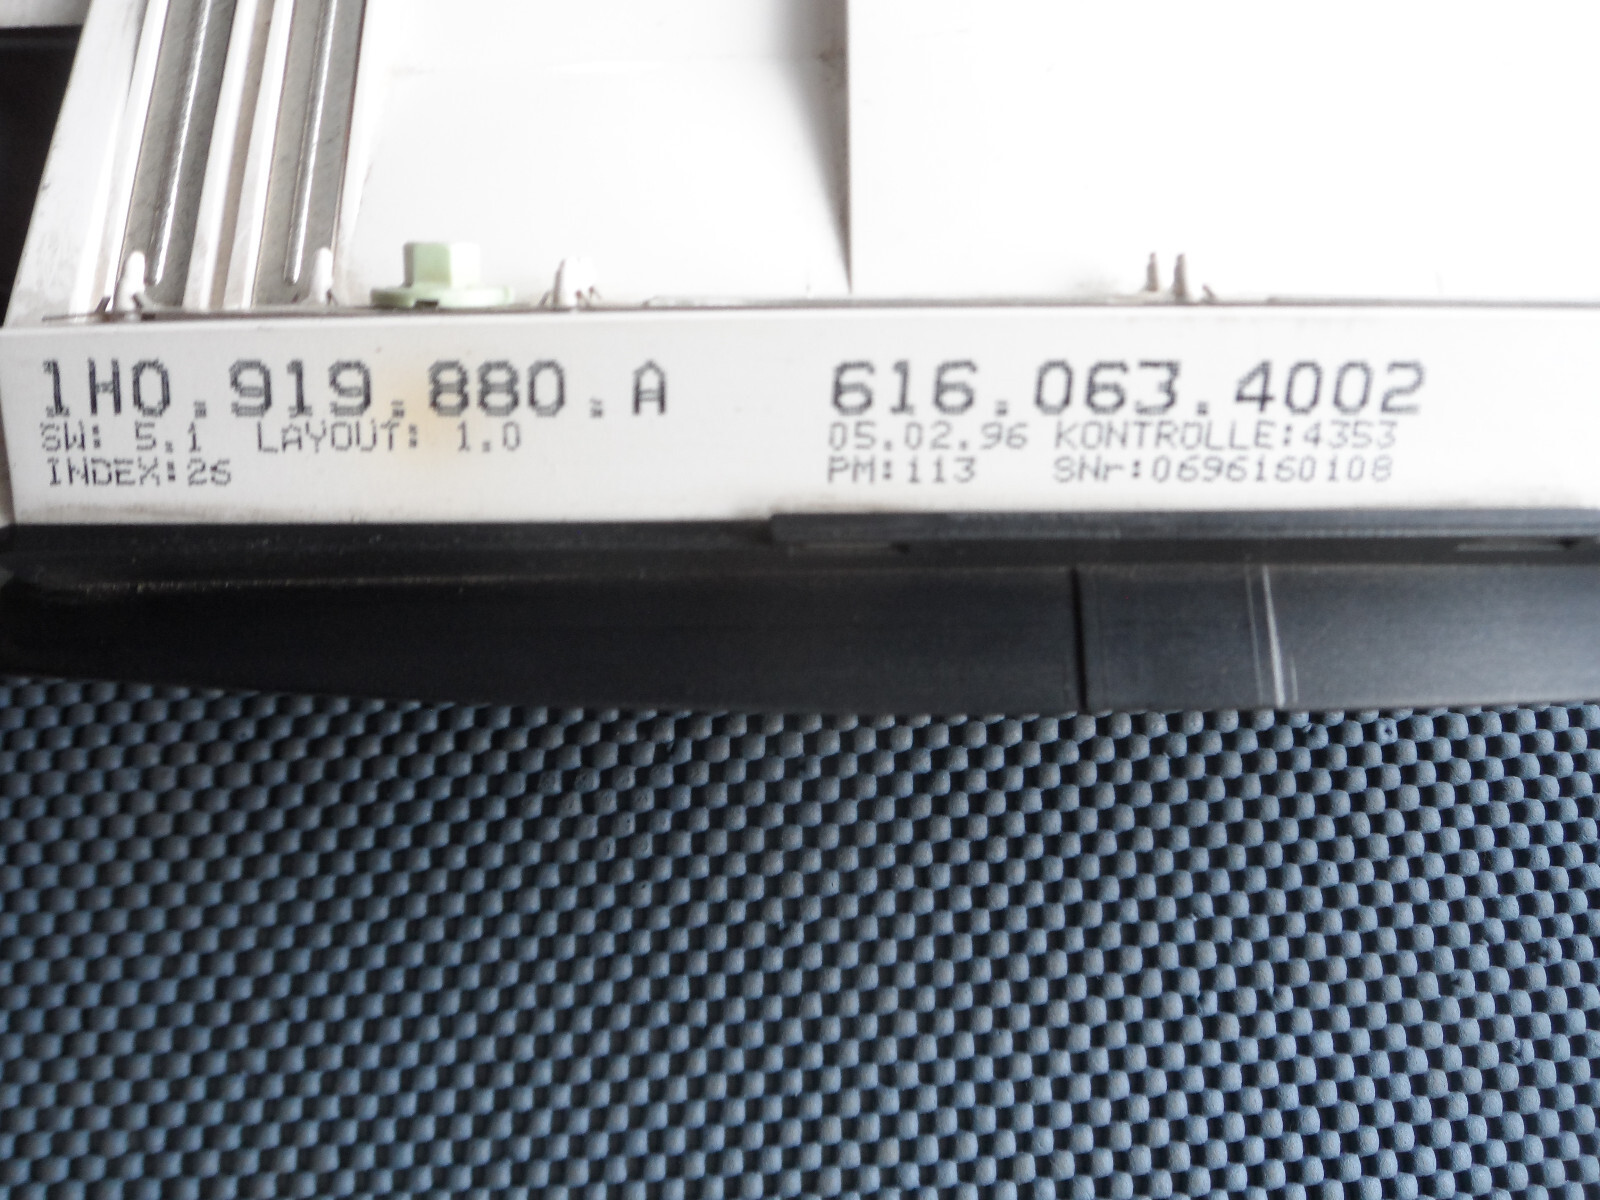 1H0.919.880.A 616.063.4002
SW: 5.1 LAYOUT: 1.0 05.02.96 KONTROLLE:4353
INDEX:26 PM:113 SNr:0696160108